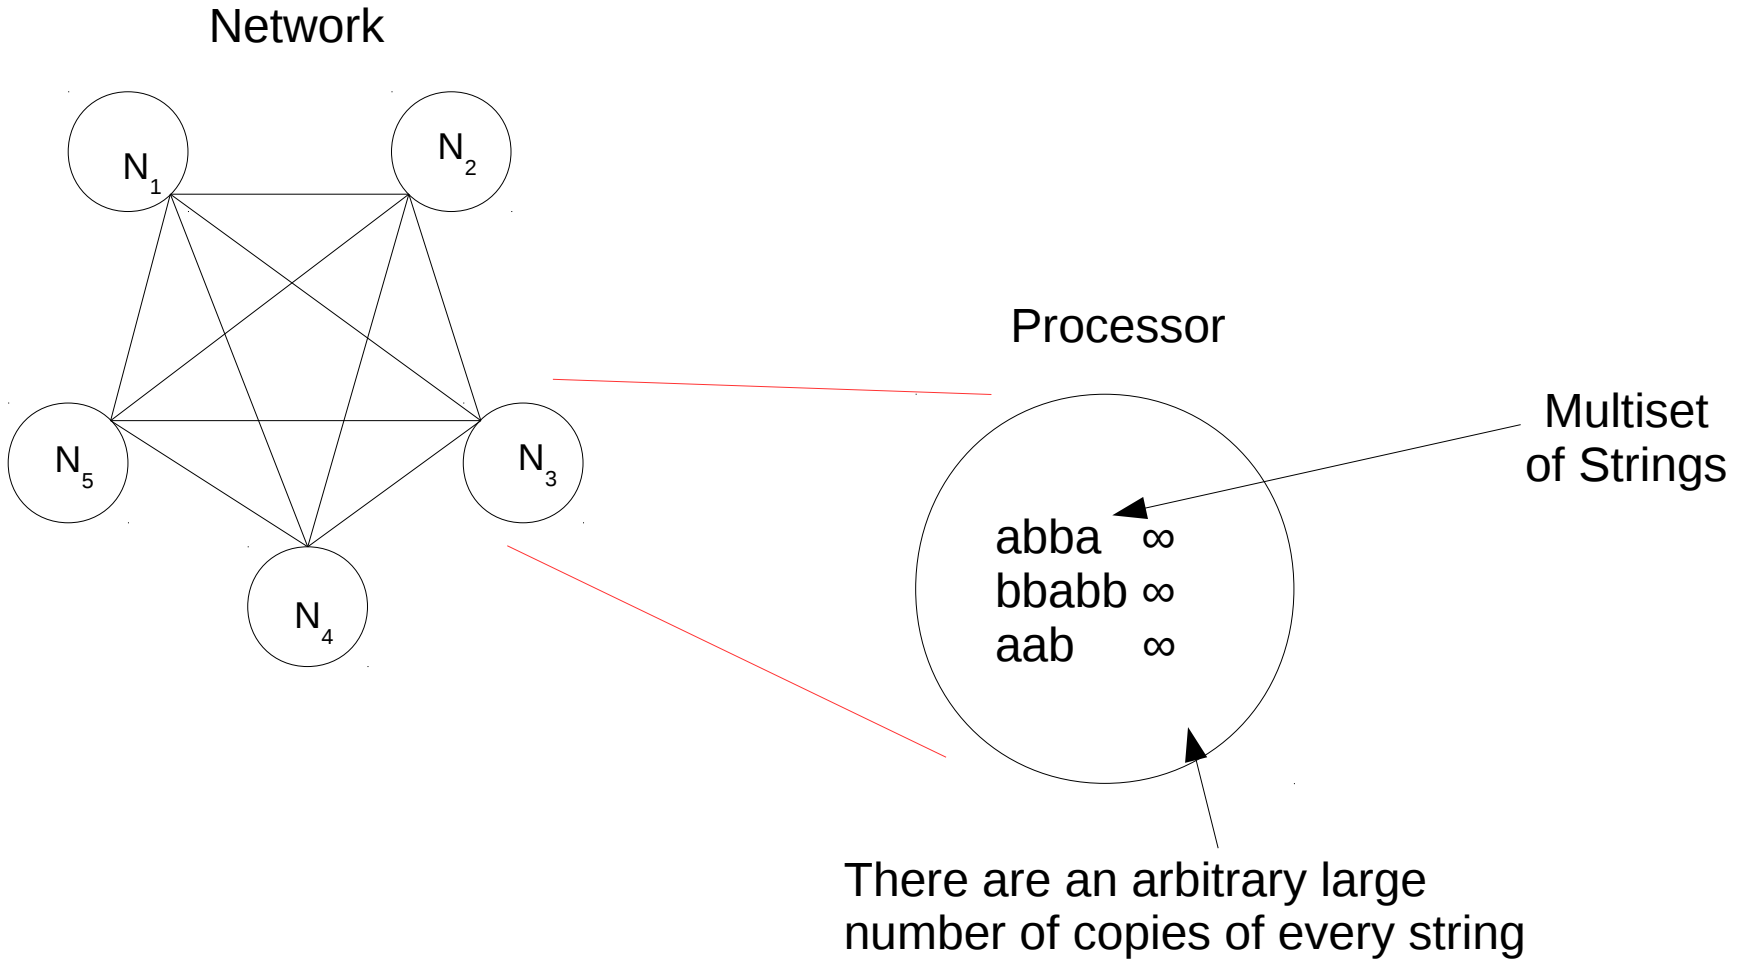 Network
N1
N2
N5
N3
N4
Processor
Multiset
of Strings
abba ∞
bbabb ∞
aab ∞
There are an arbitrary large
number of copies of every string